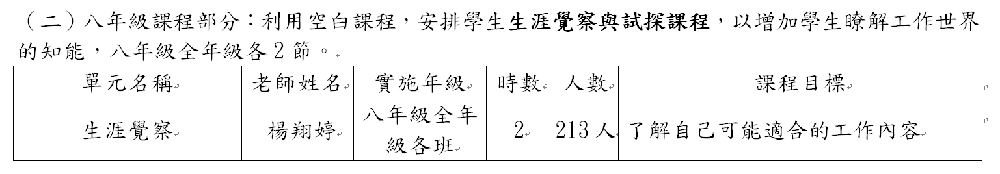 （二）八年級課程部分：利用空白課程，安排學生生涯覺察與試探課程，以增加學生瞭解工作世界
的知能，八年級全年級各 2 節。
單元名稱 老師姓名 實施年級 時數 人數 課程目標
生涯覺察 楊翔婷 八年級全年級各班 2 213 人 了解自己可能適合的工作內容